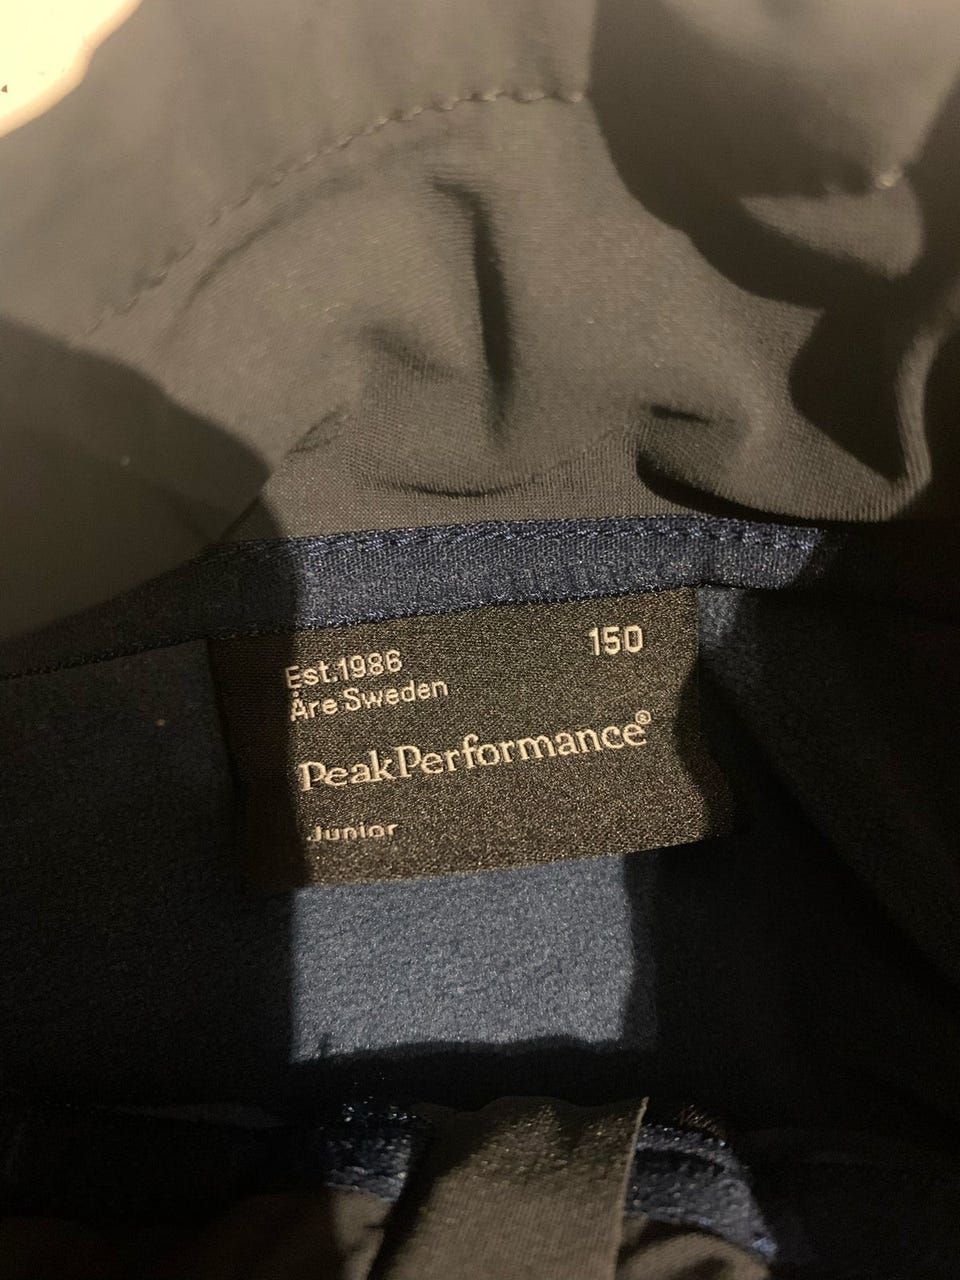 Est.1986 150
Åre Sweden
PeakPerformance®
Junior